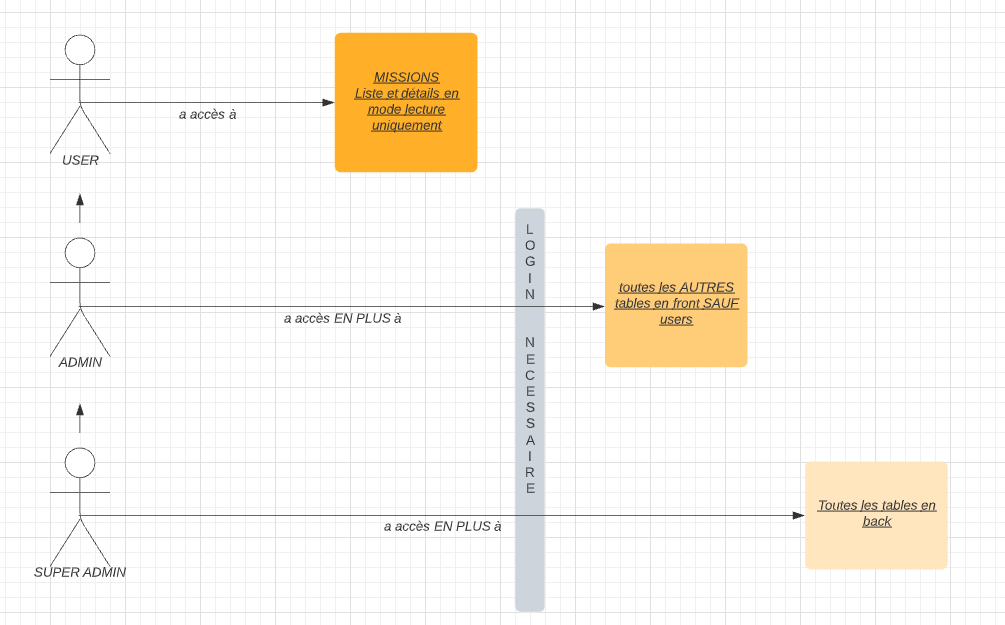 MISSIONS
Liste et détails en
mode lecture
uniquement
a accès à
USER
LOGIN NECESSAIRE
toutes les AUTRES
tables en front SAUF
users
a accès EN PLUS à
ADMIN
Toutes les tables en
back
a accès EN PLUS à
SUPER ADMIN